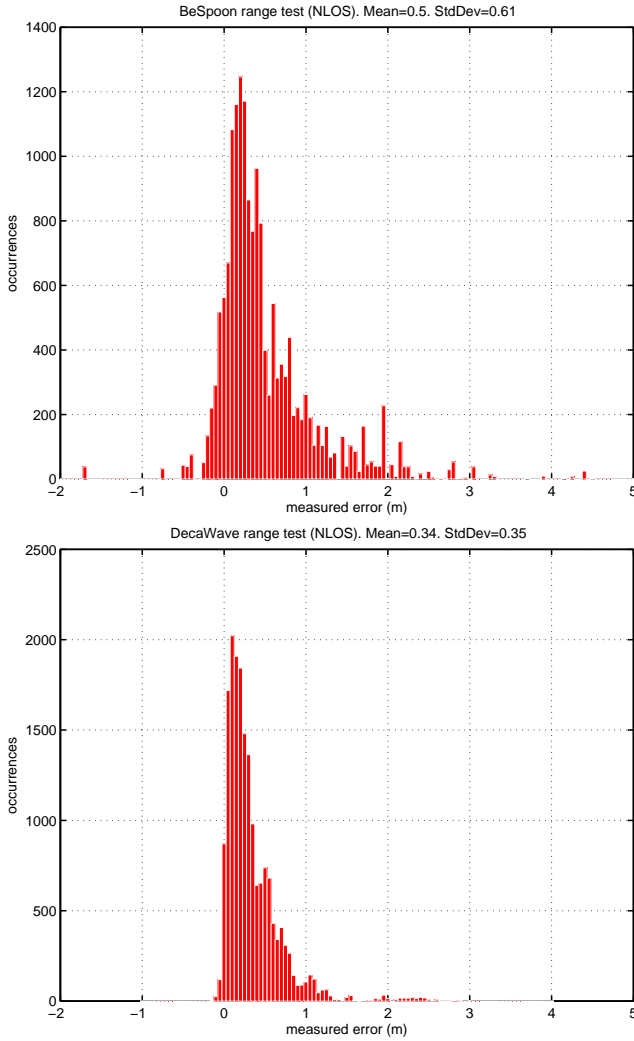 BeSpoon range test (NLOS). Mean=0.5. StdDev=0.61
1400
1200
1000
800
600
400
200
0
occurrences
−2 −1 0 1 2 3 4 5
measured error (m)
DecaWave range test (NLOS). Mean=0.34. StdDev=0.35
2500
2000
1500
1000
500
0
occurrences
−2 −1 0 1 2 3 4 5
measured error (m)